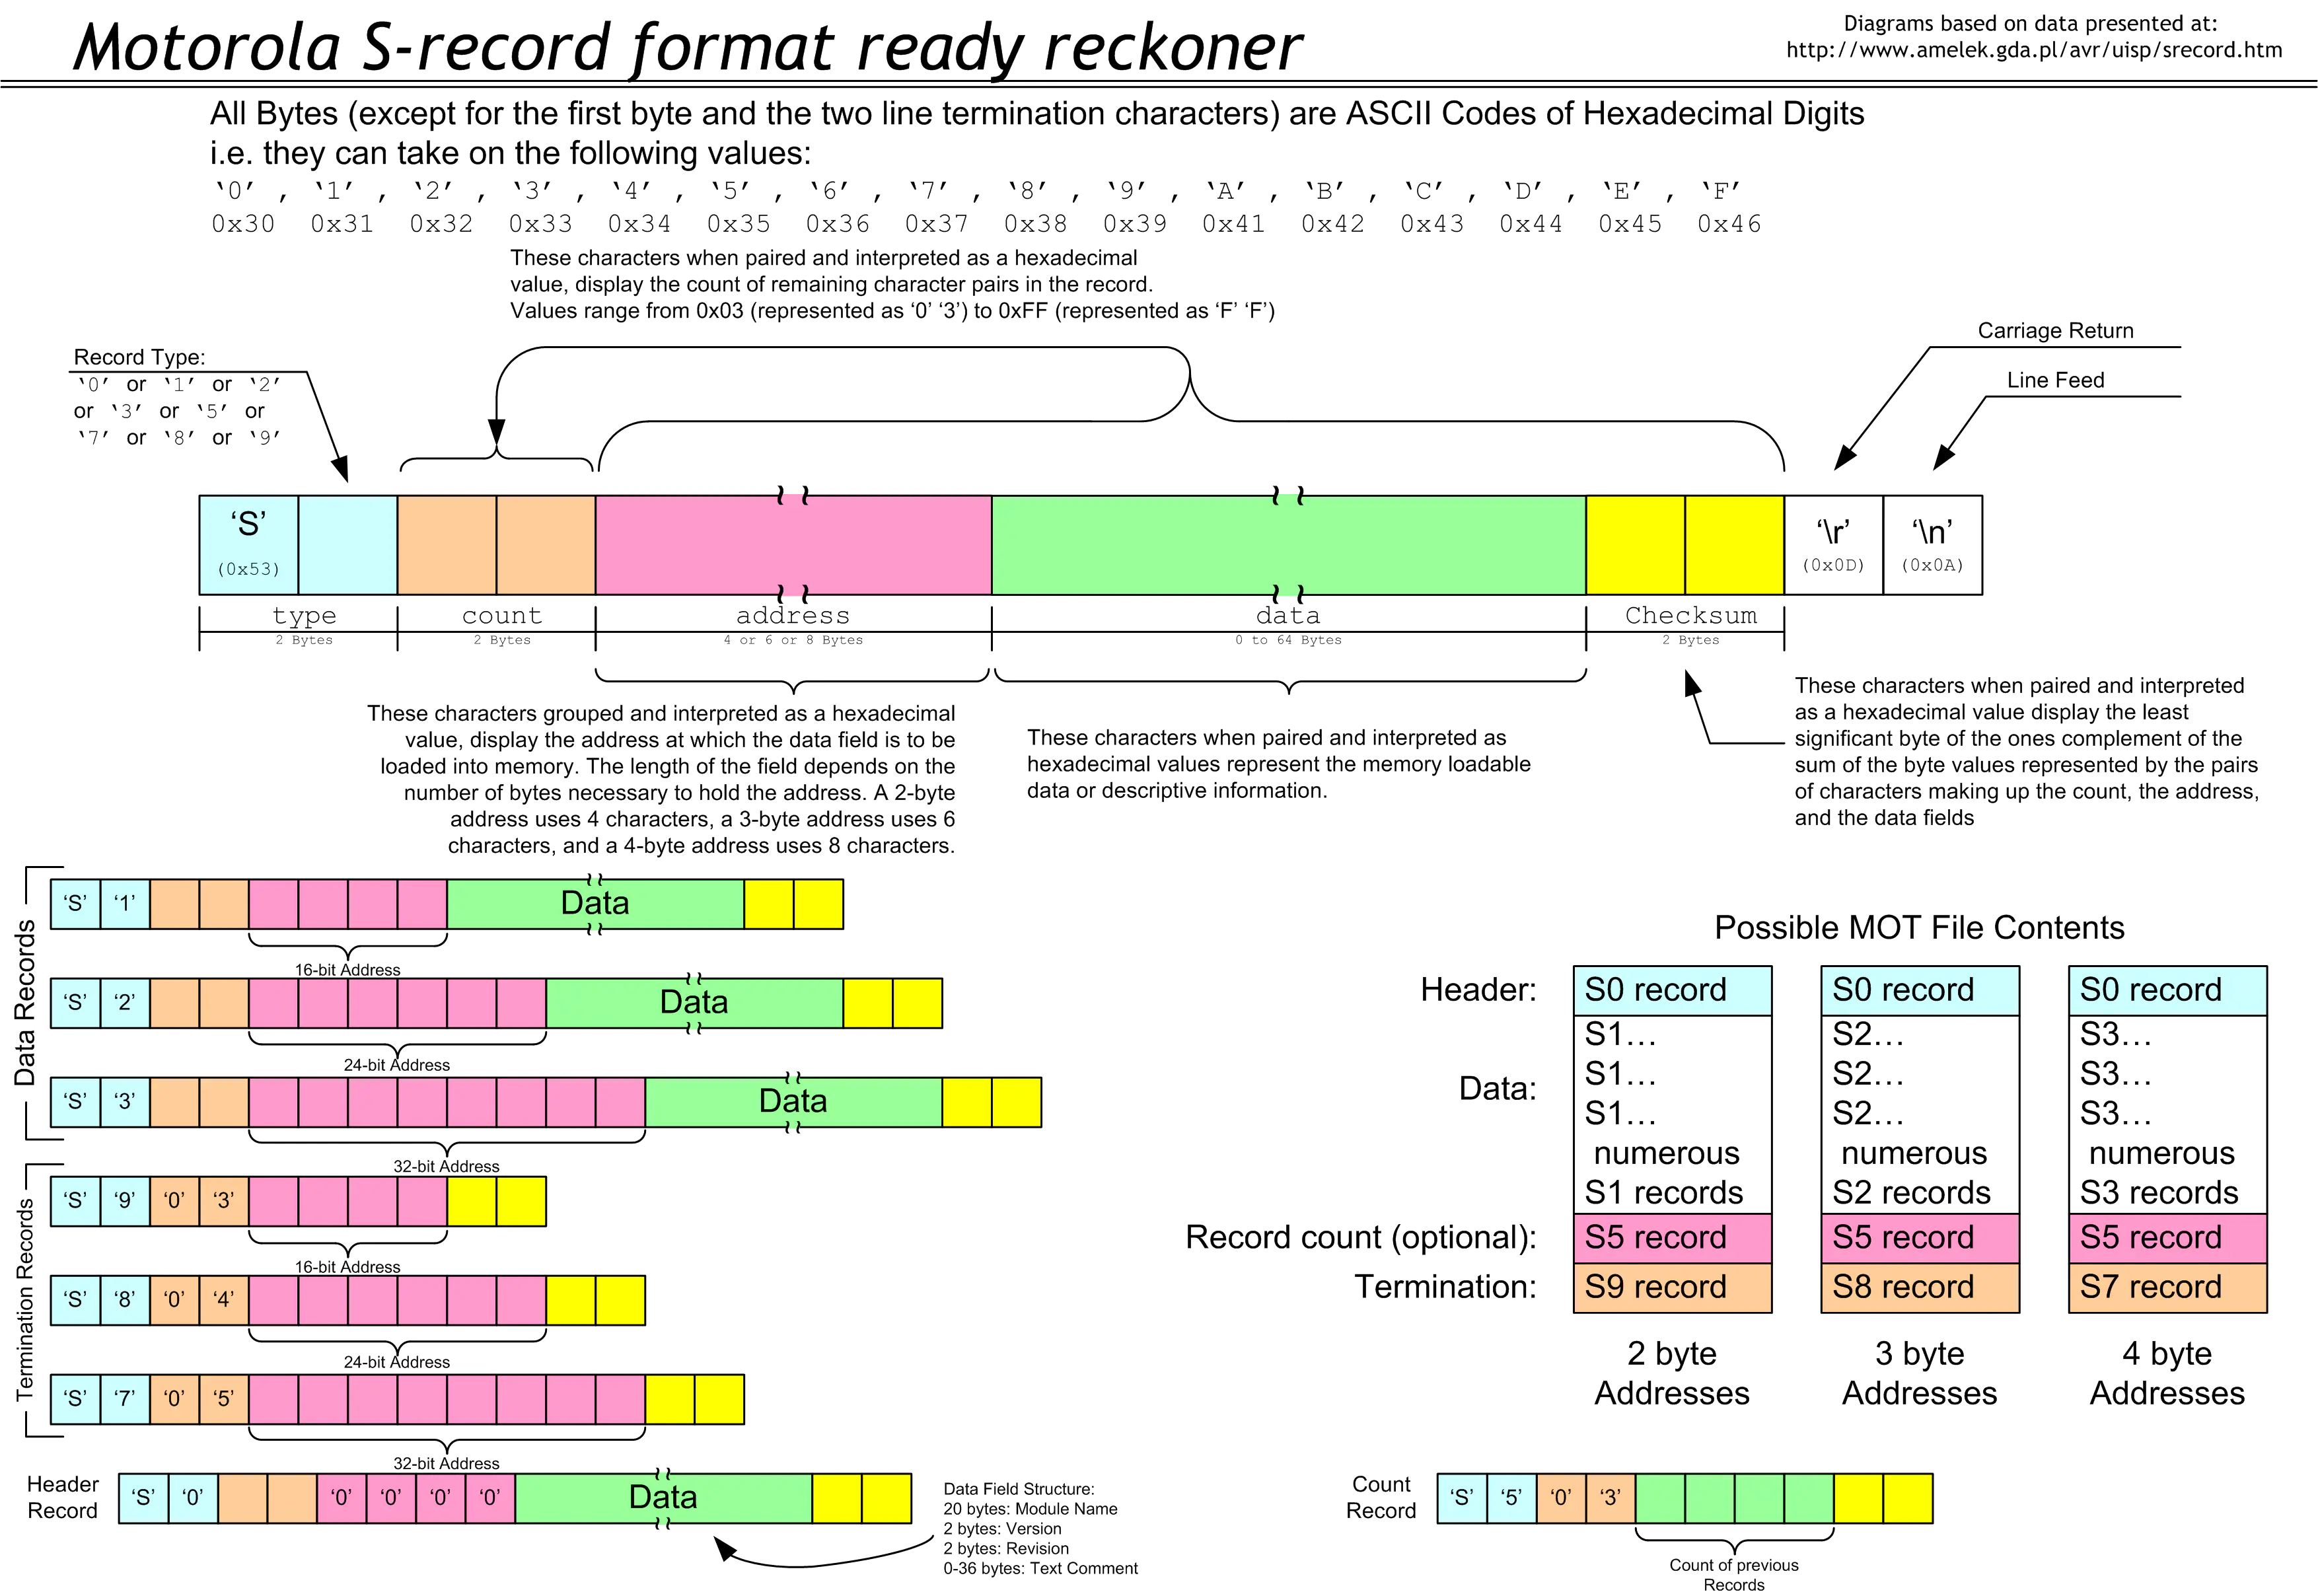 Motorola S-record format ready reckoner
Diagrams based on data presented at:
http://www.amelek.gda.pl/avr/uisp/srecord.htm
All Bytes (except for the first byte and the two line termination characters) are ASCII Codes of Hexadecimal Digits
i.e. they can take on the following values:
‘0’ , ‘1’ , ‘2’ , ‘3’ , ‘4’ , ‘5’ , ‘6’ , ‘7’ , ‘8’ , ‘9’ , ‘A’ , ‘B’ , ‘C’ , ‘D’ , ‘E’ , ‘F’
0x30 0x31 0x32 0x33 0x34 0x35 0x36 0x37 0x38 0x39 0x41 0x42 0x43 0x44 0x45 0x46
These characters when paired and interpreted as a hexadecimal
value, display the count of remaining character pairs in the record.
Values range from 0x03 (represented as ‘0’ ‘3’) to 0xFF (represented as ‘F’ ‘F’)
Record Type:
‘0’ or ‘1’ or ‘2’
or ‘3’ or ‘5’ or
‘7’ or ‘8’ or ‘9’
Carriage Return
Line Feed
‘S’
(0x53)
‘\r’
(0x0D)
‘\n’
(0x0A)
type
2 Bytes
count
2 Bytes
address
4 or 6 or 8 Bytes
data
0 to 64 Bytes
Checksum
2 Bytes
These characters grouped and interpreted as a hexadecimal
value, display the address at which the data field is to be
loaded into memory. The length of the field depends on the
number of bytes necessary to hold the address. A 2-byte
address uses 4 characters, a 3-byte address uses 6
characters, and a 4-byte address uses 8 characters.
These characters when paired and interpreted as
hexadecimal values represent the memory loadable
data or descriptive information.
These characters when paired and interpreted
as a hexadecimal value display the least
significant byte of the ones complement of the
sum of the byte values represented by the pairs
of characters making up the count, the address,
and the data fields
Data Records
‘S’ ‘1’ Data
16-bit Address
‘S’ ‘2’ Data
24-bit Address
‘S’ ‘3’ Data
32-bit Address
Termination Records
‘S’ ‘9’ ‘0’ ‘3’
16-bit Address
‘S’ ‘8’ ‘0’ ‘4’
24-bit Address
‘S’ ‘7’ ‘0’ ‘5’
32-bit Address
Header
Record
‘S’ ‘0’ ‘0’ ‘0’ ‘0’ ‘0’ Data
Data Field Structure:
20 bytes: Module Name
2 bytes: Version
2 bytes: Revision
0-36 bytes: Text Comment
Possible MOT File Contents
Header: S0 record S0 record S0 record
S1… S2… S3…
Data: S1… S2… S3…
S1… S2… S3…
numerous numerous numerous
S1 records S2 records S3 records
Record count (optional): S5 record S5 record S5 record
Termination: S9 record S8 record S7 record
2 byte 3 byte 4 byte
Addresses Addresses Addresses
Count
Record
‘S’ ‘5’ ‘0’ ‘3’
Count of previous
Records